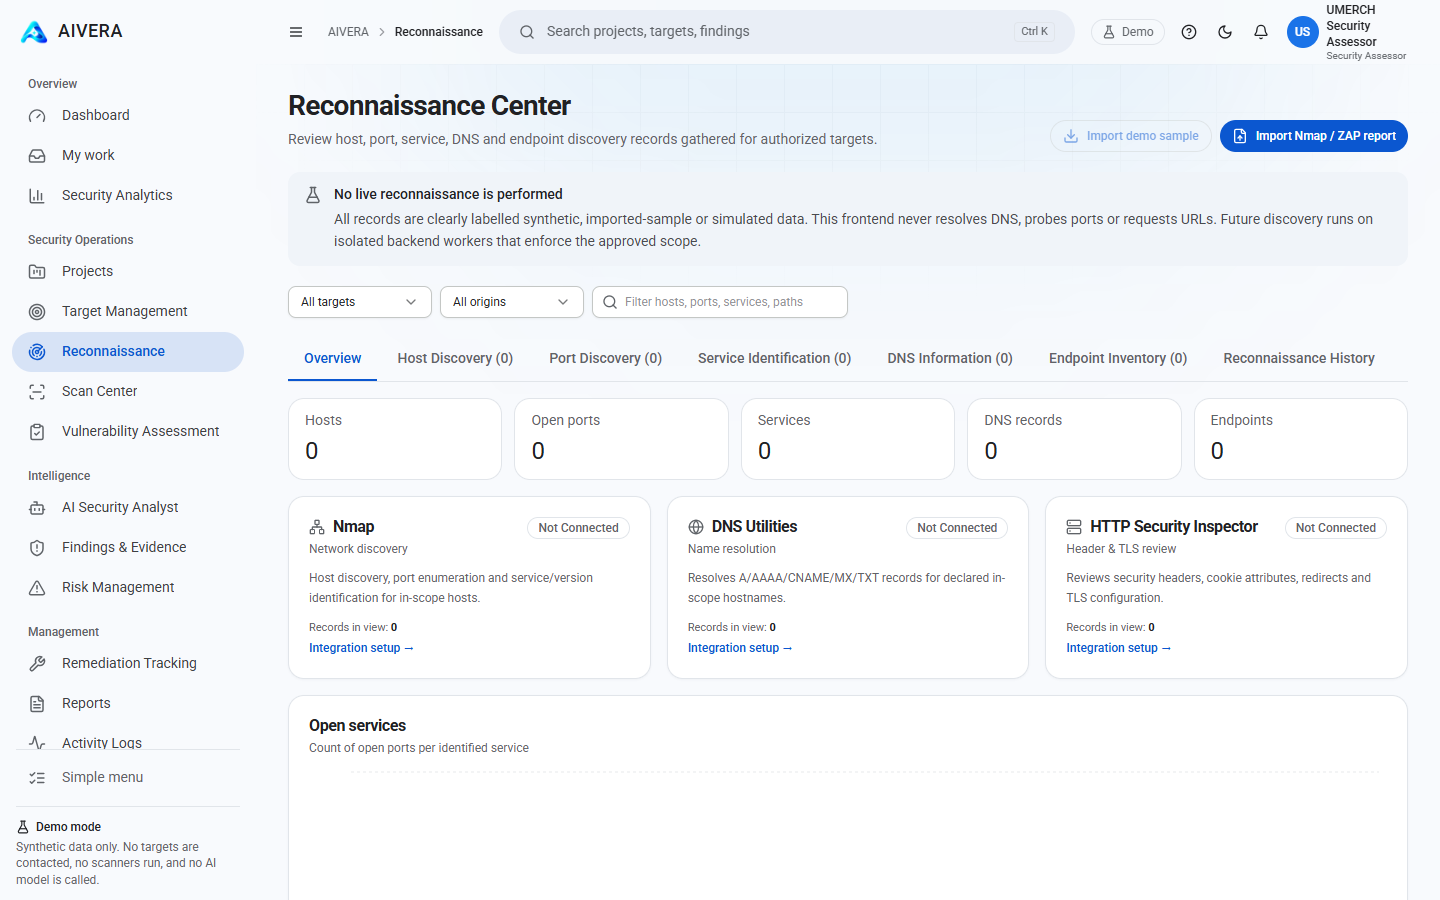 AIVERA
Overview
Dashboard
My work
Security Analytics
Security Operations
Projects
Target Management
Reconnaissance
Scan Center
Vulnerability Assessment
Intelligence
AI Security Analyst
Findings & Evidence
Risk Management
Management
Remediation Tracking
Reports
Activity Logs
Simple menu
Demo mode
Synthetic data only. No targets are
contacted, no scanners run, and no AI
model is called.
AIVERA > Reconnaissance
Search projects, targets, findings
Ctrl K
Demo
US
UMERCH
Security
Assessor
Security Assessor
Reconnaissance Center
Review host, port, service, DNS and endpoint discovery records gathered for authorized targets.
Import demo sample
Import Nmap / ZAP report
No live reconnaissance is performed
All records are clearly labelled synthetic, imported-sample or simulated data. This frontend never resolves DNS, probes ports or requests URLs. Future discovery runs on
isolated backend workers that enforce the approved scope.
All targets
All origins
Filter hosts, ports, services, paths
Overview
Host Discovery (0)
Port Discovery (0)
Service Identification (0)
DNS Information (0)
Endpoint Inventory (0)
Reconnaissance History
Hosts
0
Open ports
0
Services
0
DNS records
0
Endpoints
0
Nmap
Not Connected
Network discovery
Host discovery, port enumeration and service/version
identification for in-scope hosts.
Records in view: 0
Integration setup →
DNS Utilities
Not Connected
Name resolution
Resolves A/AAAA/CNAME/MX/TXT records for declared in-
scope hostnames.
Records in view: 0
Integration setup →
HTTP Security Inspector
Not Connected
Header & TLS review
Reviews security headers, cookie attributes, redirects and
TLS configuration.
Records in view: 0
Integration setup →
Open services
Count of open ports per identified service